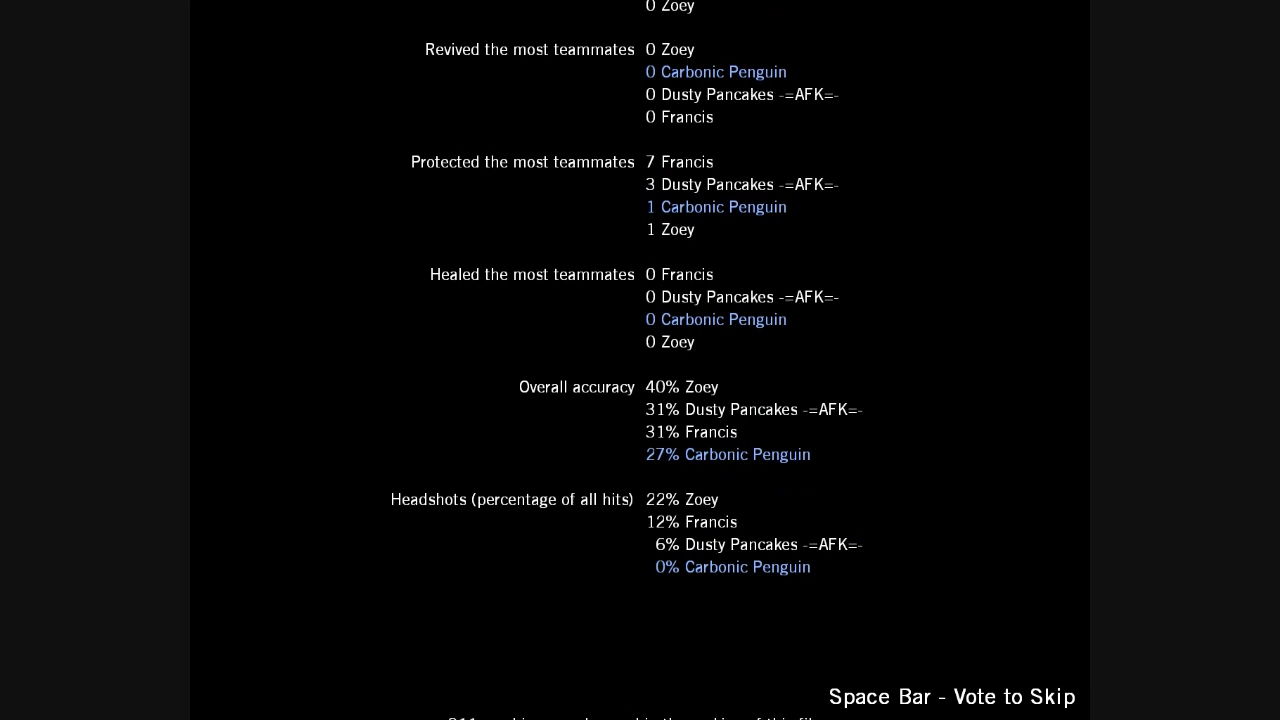 0 Zoey
Revived the most teammates 0 Zoey
0 Carbonic Penguin
0 Dusty Pancakes -=AFK=-
0 Francis
Protected the most teammates 7 Francis
3 Dusty Pancakes -=AFK=-
1 Carbonic Penguin
1 Zoey
Healed the most teammates 0 Francis
0 Dusty Pancakes -=AFK=-
0 Carbonic Penguin
0 Zoey
Overall accuracy 40% Zoey
31% Dusty Pancakes -=AFK=-
31% Francis
27% Carbonic Penguin
Headshots (percentage of all hits) 22% Zoey
12% Francis
6% Dusty Pancakes -=AFK=-
0% Carbonic Penguin
Space Bar - Vote to Skip